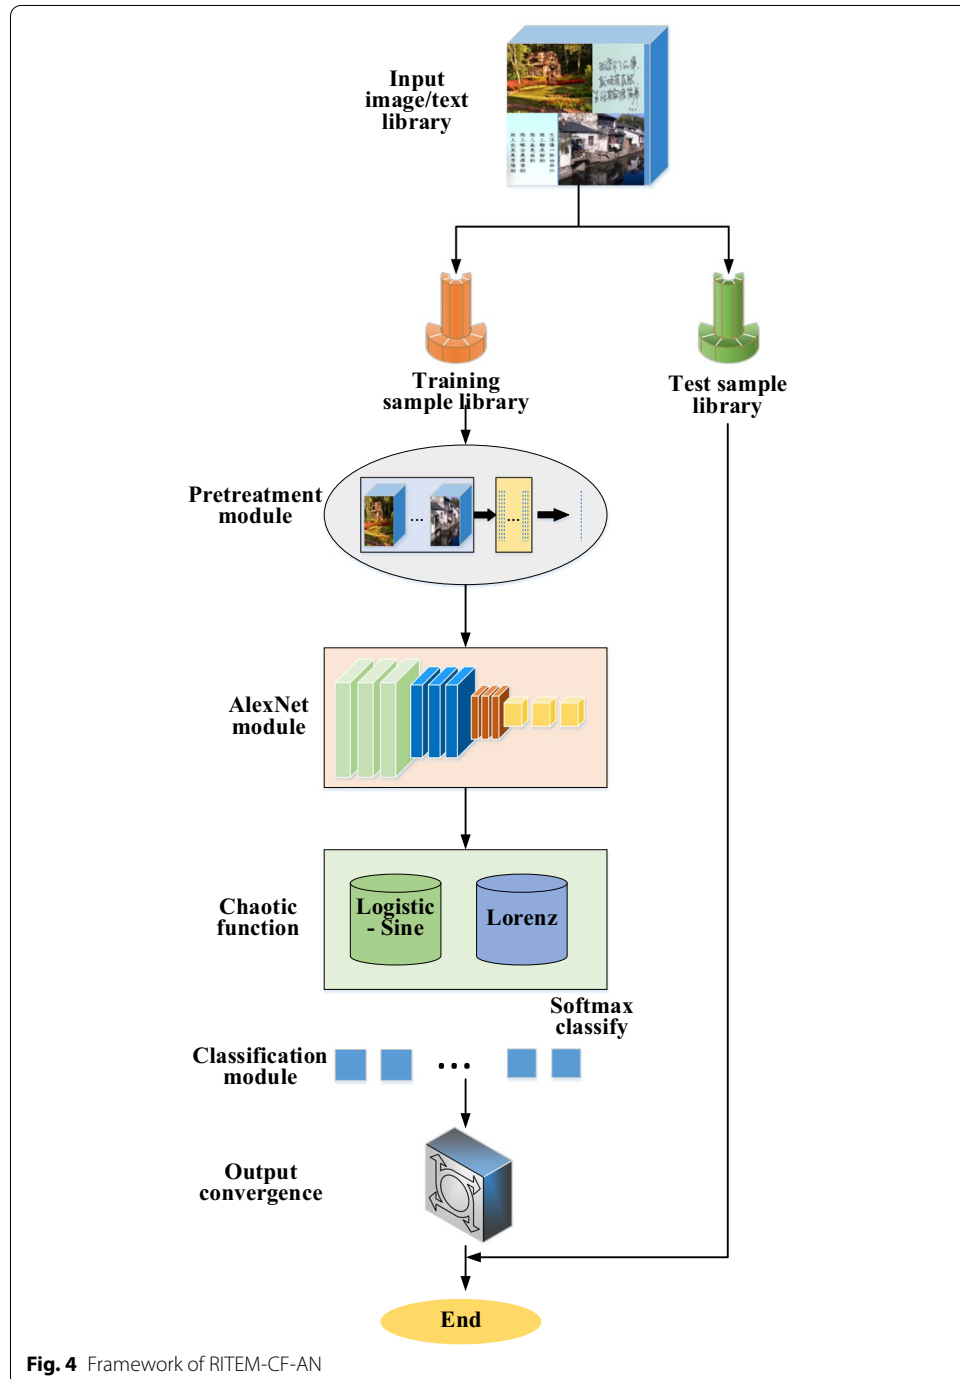 Input
image/text
library
Training
sample library
Test sample
library
Pretreatment
module
...
...
AlexNet
module
Chaotic
function
Logistic
- Sine
Lorenz
Softmax
classify
Classification
module
...
Output
convergence
End
Fig. 4 Framework of RITEM-CF-AN